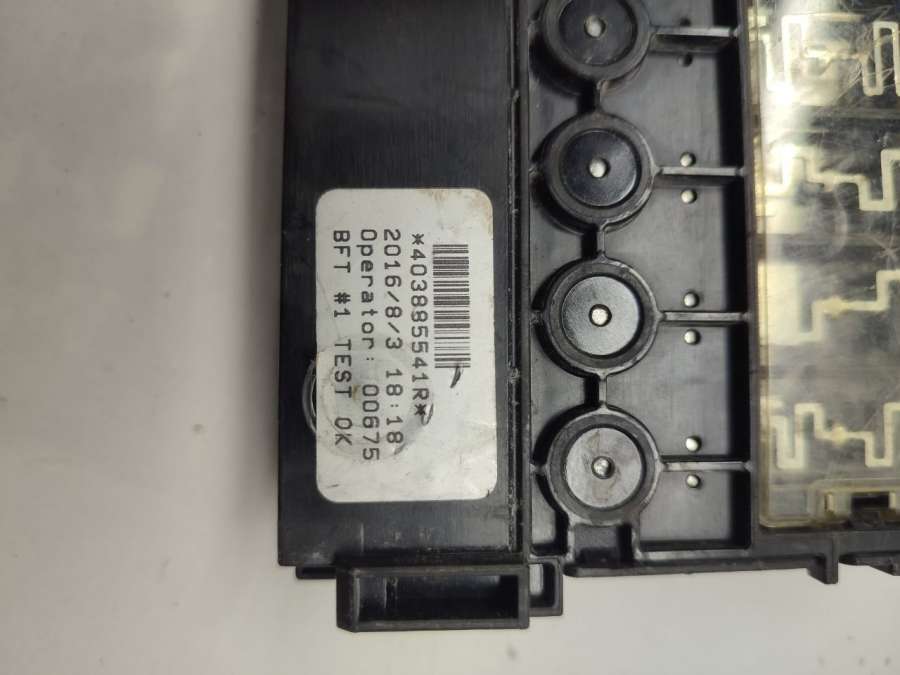 *403885541R*
2016/8/3 18:18
Operator: 00675
BFT #1 TEST OK